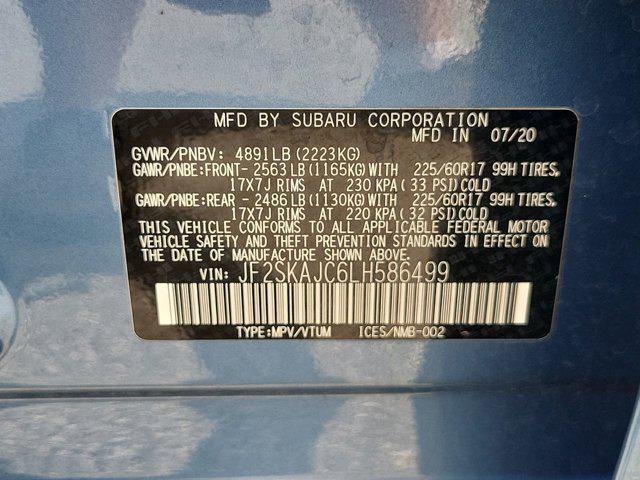 MFD BY SUBARU CORPORATION
MFD IN 07/20
GVWR/PNBV: 4891LB(2223KG)
GAWR/PNBE:FRONT- 2563 LB(1165KG)WITH 225/60R17 99H TIRES,
17X7J RIMS AT 230 KPA( 33 PSI)COLD
GAWR/PNBE:REAR - 2486 LB(1130KG)WITH 225/60R17 99H TIRES,
17X7J RIMS AT 220 KPA( 32 PSI)COLD
THIS VEHICLE CONFORMS TO ALL APPLICABLE FEDERAL MOTOR
VEHICLE SAFETY AND THEFT PREVENTION STANDARDS IN EFFECT ON
THE DATE OF MANUFACTURE SHOWN ABOVE.
VIN: JF2SKAJC6LH586499
TYPE:MPV/VTUM ICES/NMB-002